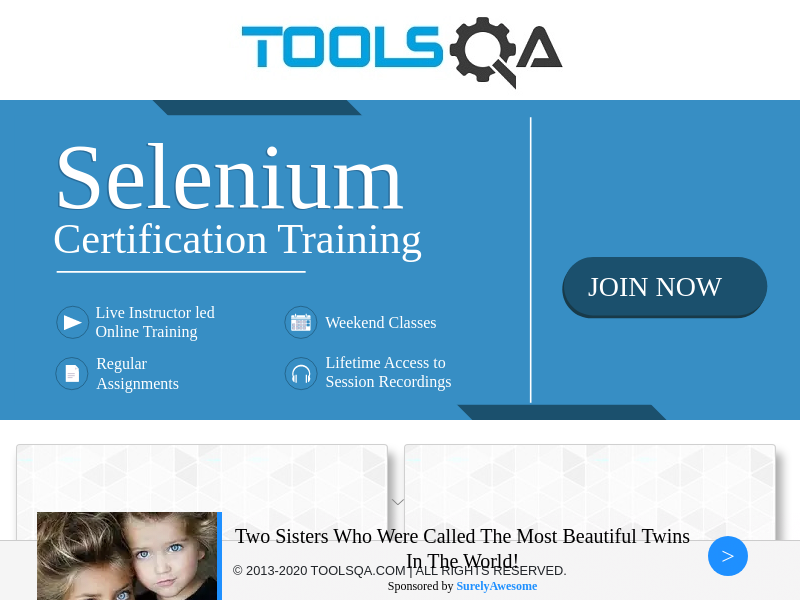 TOOLSQA
Selenium
Certification Training
Live Instructor led
Online Training
Weekend Classes
Regular
Assignments
Lifetime Access to
Session Recordings
JOIN NOW
Two Sisters Who Were Called The Most Beautiful Twins
In The World!
© 2013-2020 TOOLSQA.COM | ALL RIGHTS RESERVED.
Sponsored by SurelyAwesome
>